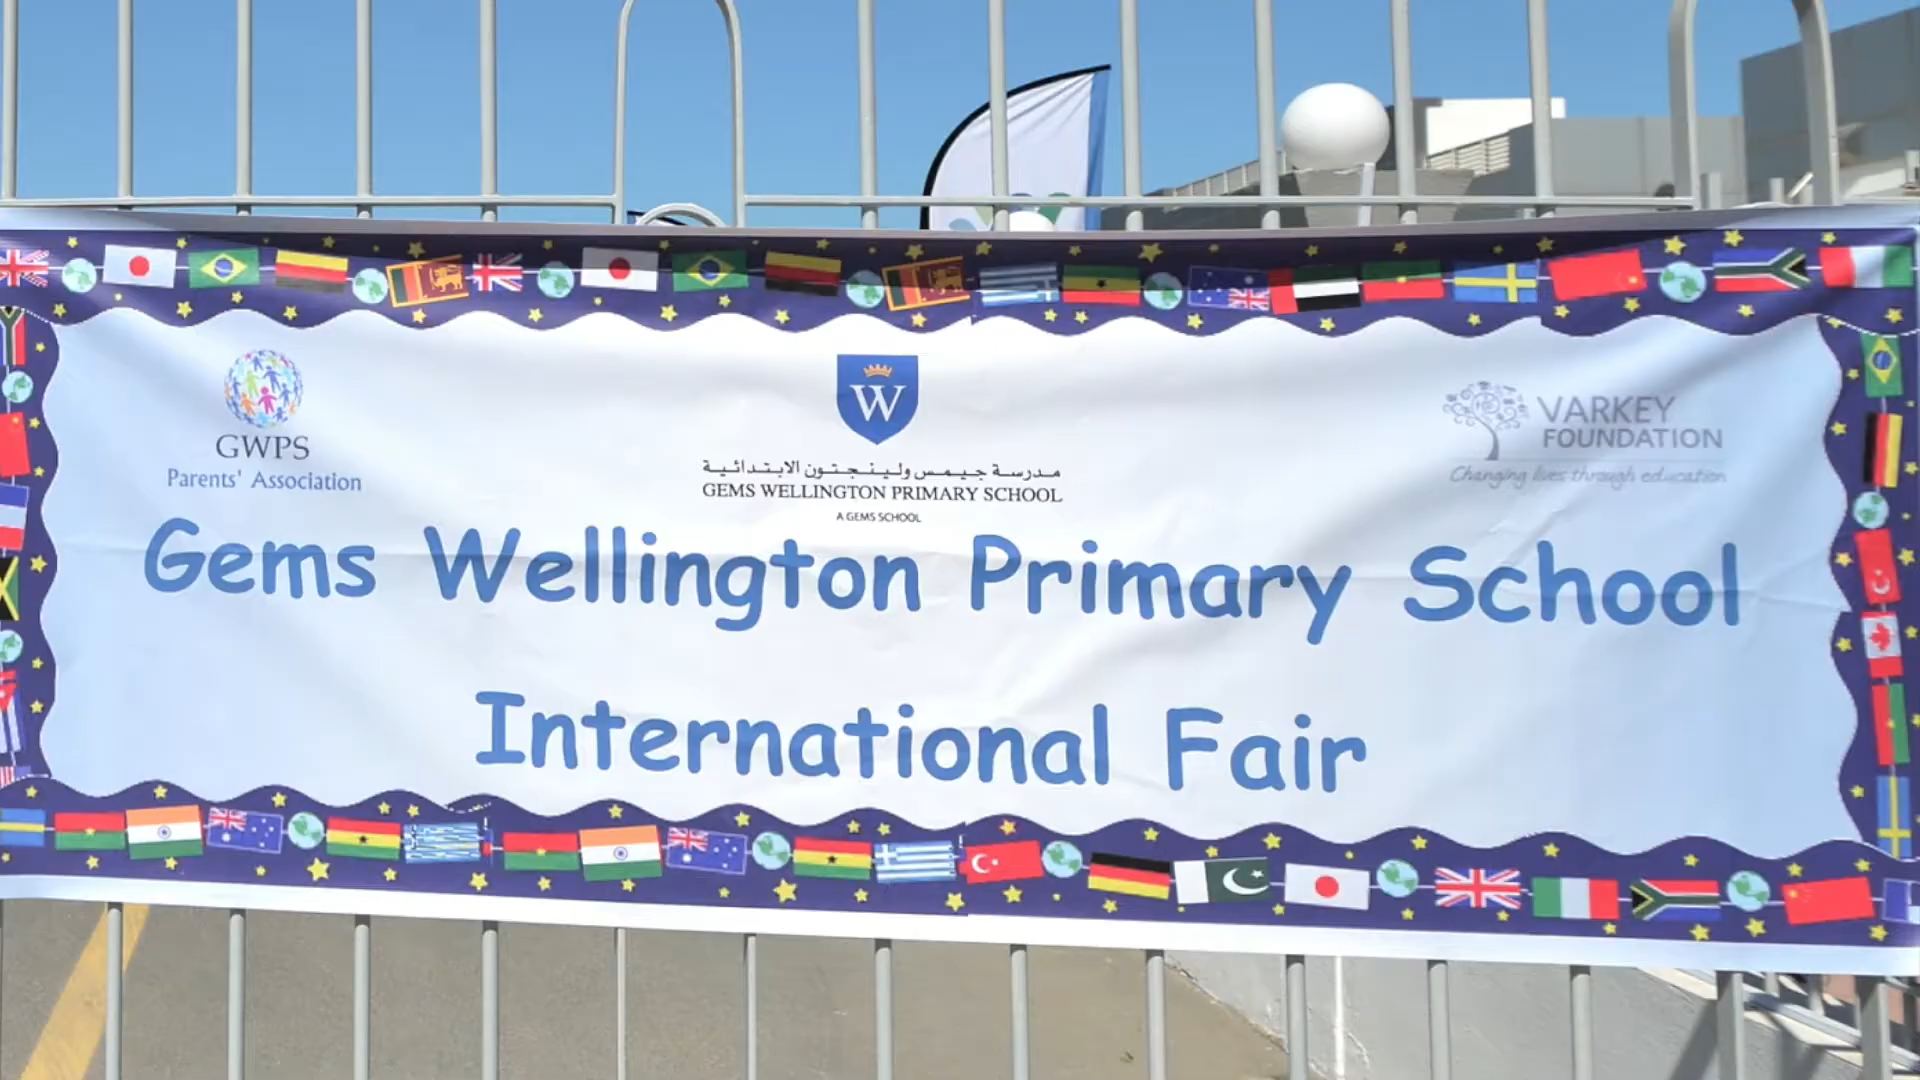 GWPS
Parents' Association
W
مدرسة جيمس ولينجتون الابتدائية
GEMS WELLINGTON PRIMARY SCHOOL
A GEMS SCHOOL
VARKEY
FOUNDATION
Changing lives through education
Gems Wellington Primary School
International Fair